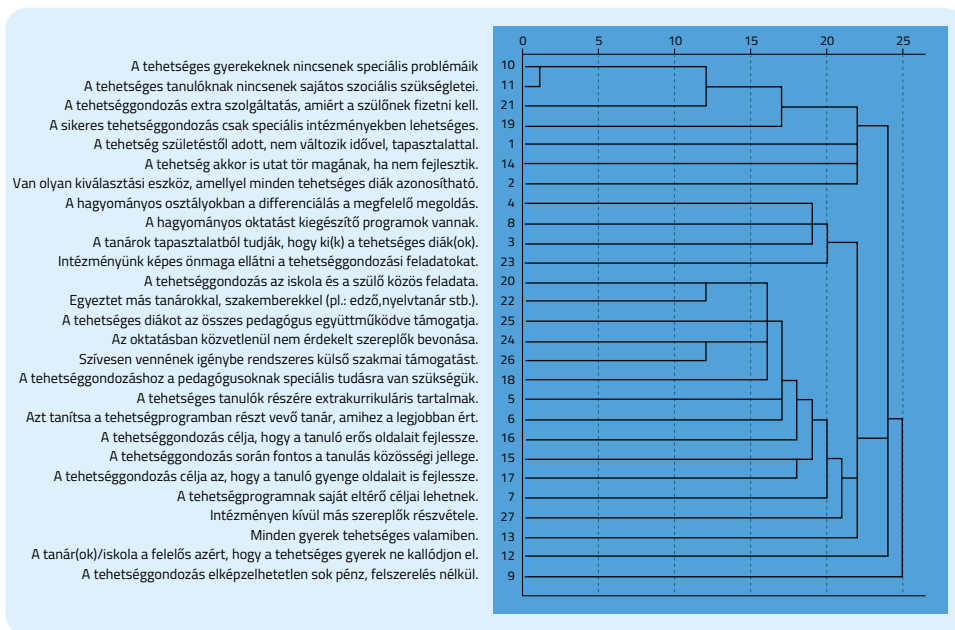 0 5 10 15 20 25
A tehetséges gyerekeknek nincsenek speciális problémáik 10
A tehetséges tanulóknak nincsenek sajátos szociális szükségletei. 11
A tehetséggondozás extra szolgáltatás, amiért a szülőnek fizetni kell. 21
A sikeres tehetséggondozás csak speciális intézményekben lehetséges. 19
A tehetség születéstől adott, nem változik idővel, tapasztalattal. 1
A tehetség akkor is utat tör magának, ha nem fejlesztik. 14
Van olyan kiválasztási eszköz, amellyel minden tehetséges diák azonosítható. 2
A hagyományos osztályokban a differenciálás a megfelelő megoldás. 4
A hagyományos oktatást kiegészítő programok vannak. 8
A tanárok tapasztalatból tudják, hogy ki(k) a tehetséges diák(ok). 3
Intézményünk képes önmaga ellátni a tehetséggondozási feladatokat. 23
A tehetséggondozás az iskola és a szülő közös feladata. 20
Egyeztet más tanárokkal, szakemberekkel (pl.: edző,nyelvtanár stb.). 22
A tehetséges diákot az összes pedagógus együttműködve támogatja. 25
Az oktatásban közvetlenül nem érdekelt szereplők bevonása. 24
Szívesen vennének igénybe rendszeres külső szakmai támogatást. 26
A tehetséggondozáshoz a pedagógusoknak speciális tudásra van szükségük. 18
A tehetséges tanulók részére extrakurrikuláris tartalmak. 5
Azt tanítsa a tehetségprogramban részt vevő tanár, amihez a legjobban ért. 6
A tehetséggondozás célja, hogy a tanuló erős oldalait fejlessze. 16
A tehetséggondozás során fontos a tanulás közösségi jellege. 15
A tehetséggondozás célja az, hogy a tanuló gyenge oldalait is fejlessze. 17
A tehetségprogramnak saját eltérő céljai lehetnek. 7
Intézményen kívül más szereplők részvétele. 27
Minden gyerek tehetséges valamiben. 13
A tanár(ok)/iskola a felelős azért, hogy a tehetséges gyerek ne kallódjon el. 12
A tehetséggondozás elképzelhetetlen sok pénz, felszerelés nélkül. 9